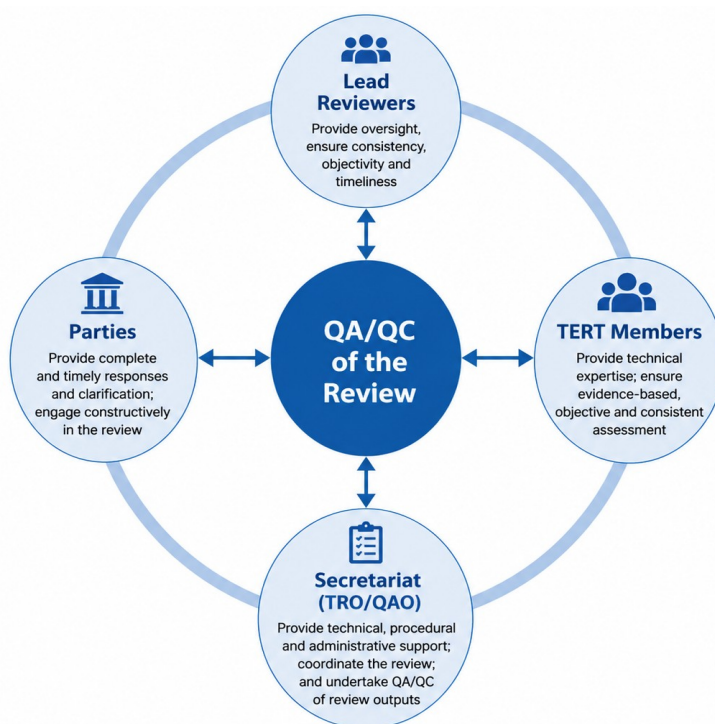 Lead
Reviewers
Provide oversight,
ensure consistency,
objectivity and
timeliness
Parties
Provide complete
and timely responses
and clarification;
engage constructively
in the review
QA/QC
of the
Review
TERT Members
Provide technical
expertise; ensure
evidence-based,
objective and consistent
assessment
Secretariat
(TRO/QAO)
Provide technical, procedural
and administrative support;
coordinate the review;
and undertake QA/QC
of review outputs